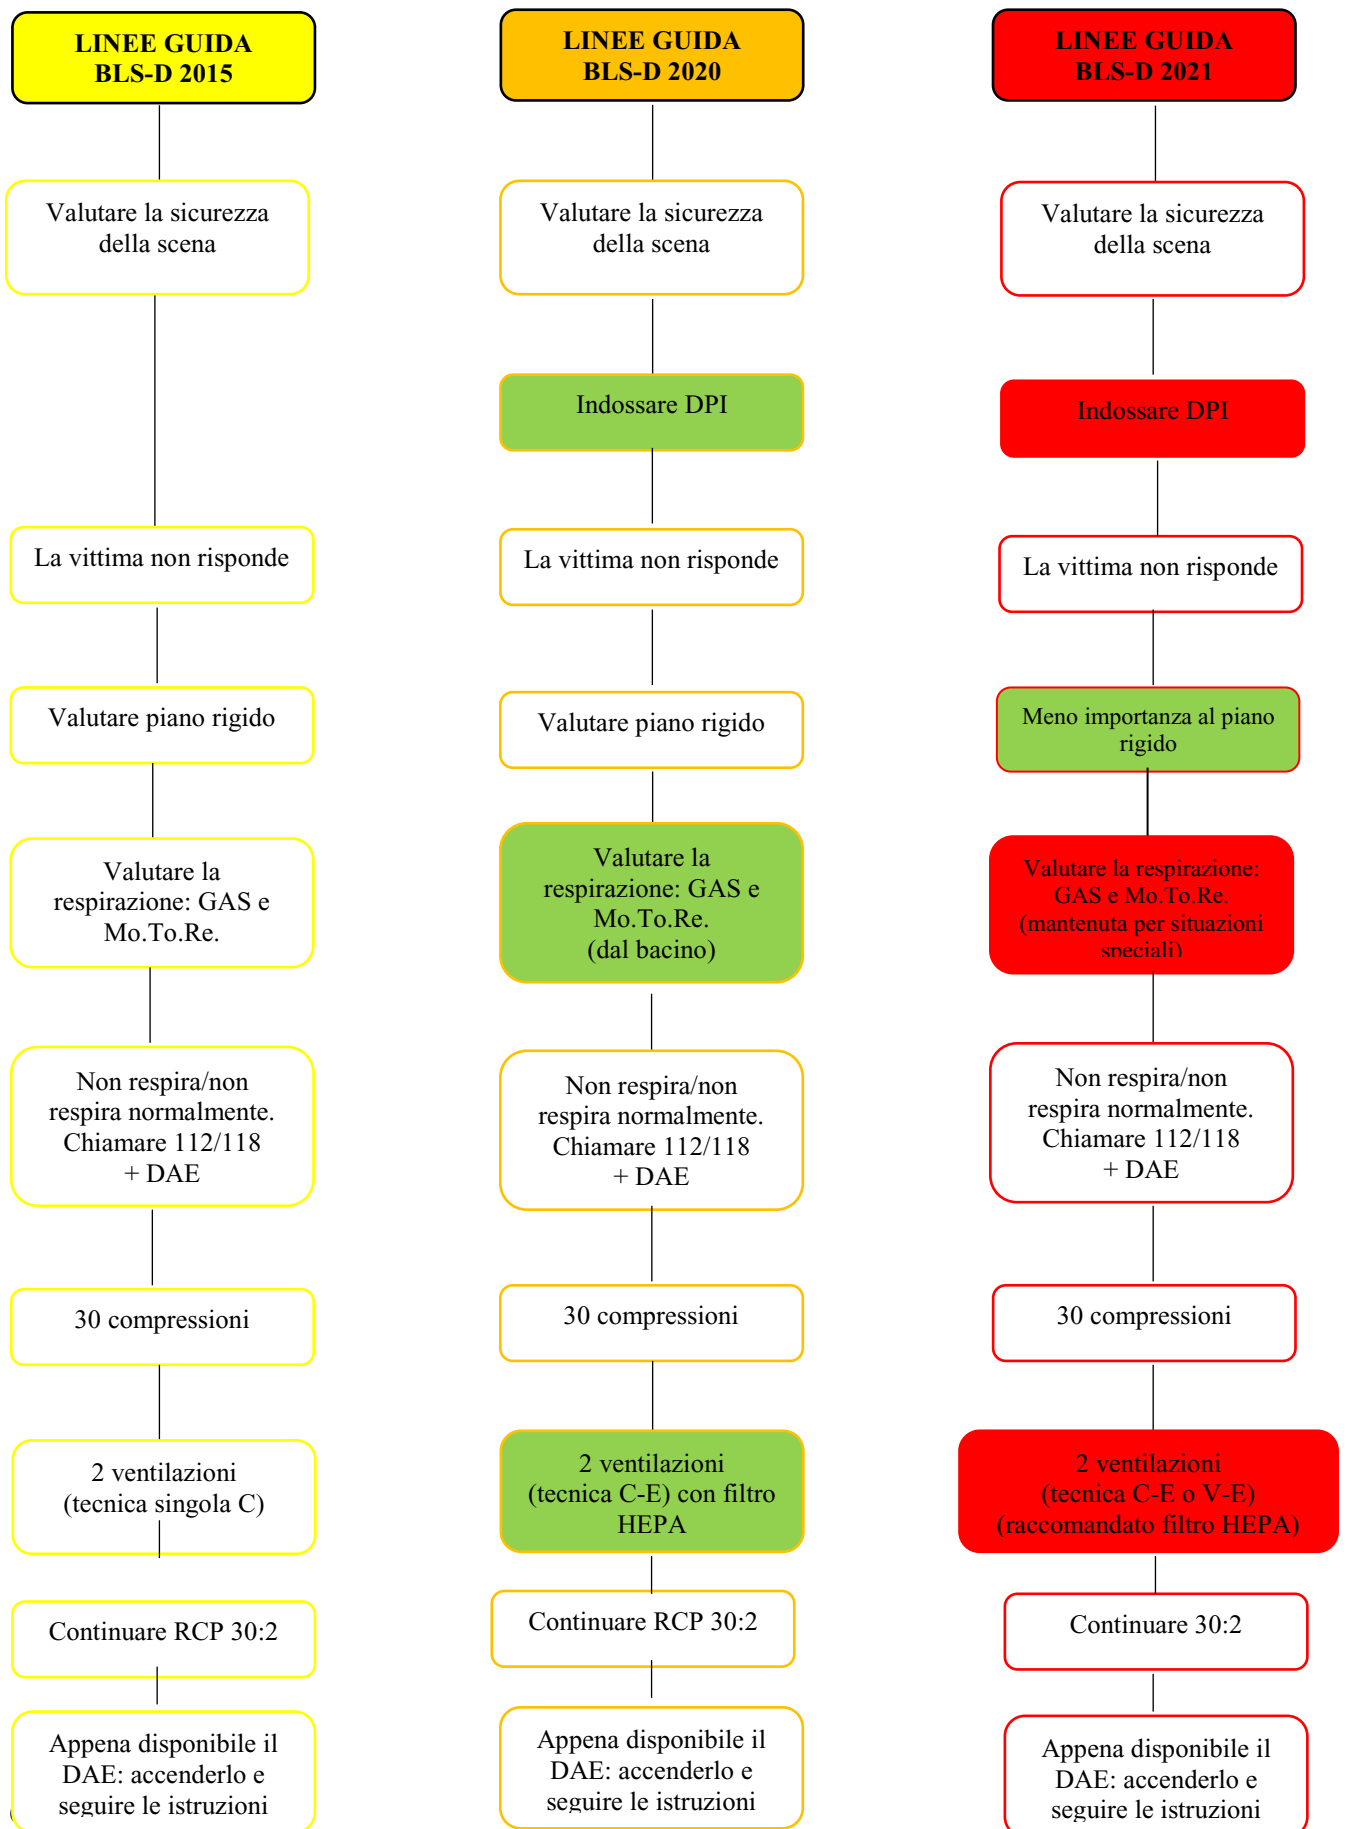 LINEE GUIDA
BLS-D 2015
Valutare la sicurezza
della scena
La vittima non risponde
Valutare piano rigido
Valutare la
respirazione: GAS e
Mo.To.Re.
Non respira/non
respira normalmente.
Chiamare 112/118
+ DAE
30 compressioni
2 ventilazioni
(tecnica singola C)
Continuare RCP 30:2
Appena disponibile il
DAE: accenderlo e
seguire le istruzioni
LINEE GUIDA
BLS-D 2020
Valutare la sicurezza
della scena
Indossare DPI
La vittima non risponde
Valutare piano rigido
Valutare la
respirazione: GAS e
Mo.To.Re.
(dal bacino)
Non respira/non
respira normalmente.
Chiamare 112/118
+ DAE
30 compressioni
2 ventilazioni
(tecnica C-E) con filtro
HEPA
Continuare RCP 30:2
Appena disponibile il
DAE: accenderlo e
seguire le istruzioni
LINEE GUIDA
BLS-D 2021
Valutare la sicurezza
della scena
Indossare DPI
La vittima non risponde
Meno importanza al piano
rigido
Valutare la respirazione:
GAS e Mo.To.Re.
(mantenuta per situazioni
speciali)
Non respira/non
respira normalmente.
Chiamare 112/118
+ DAE
30 compressioni
2 ventilazioni
(tecnica C-E o V-E)
(raccomandato filtro HEPA)
Continuare 30:2
Appena disponibile il
DAE: accenderlo e
seguire le istruzioni